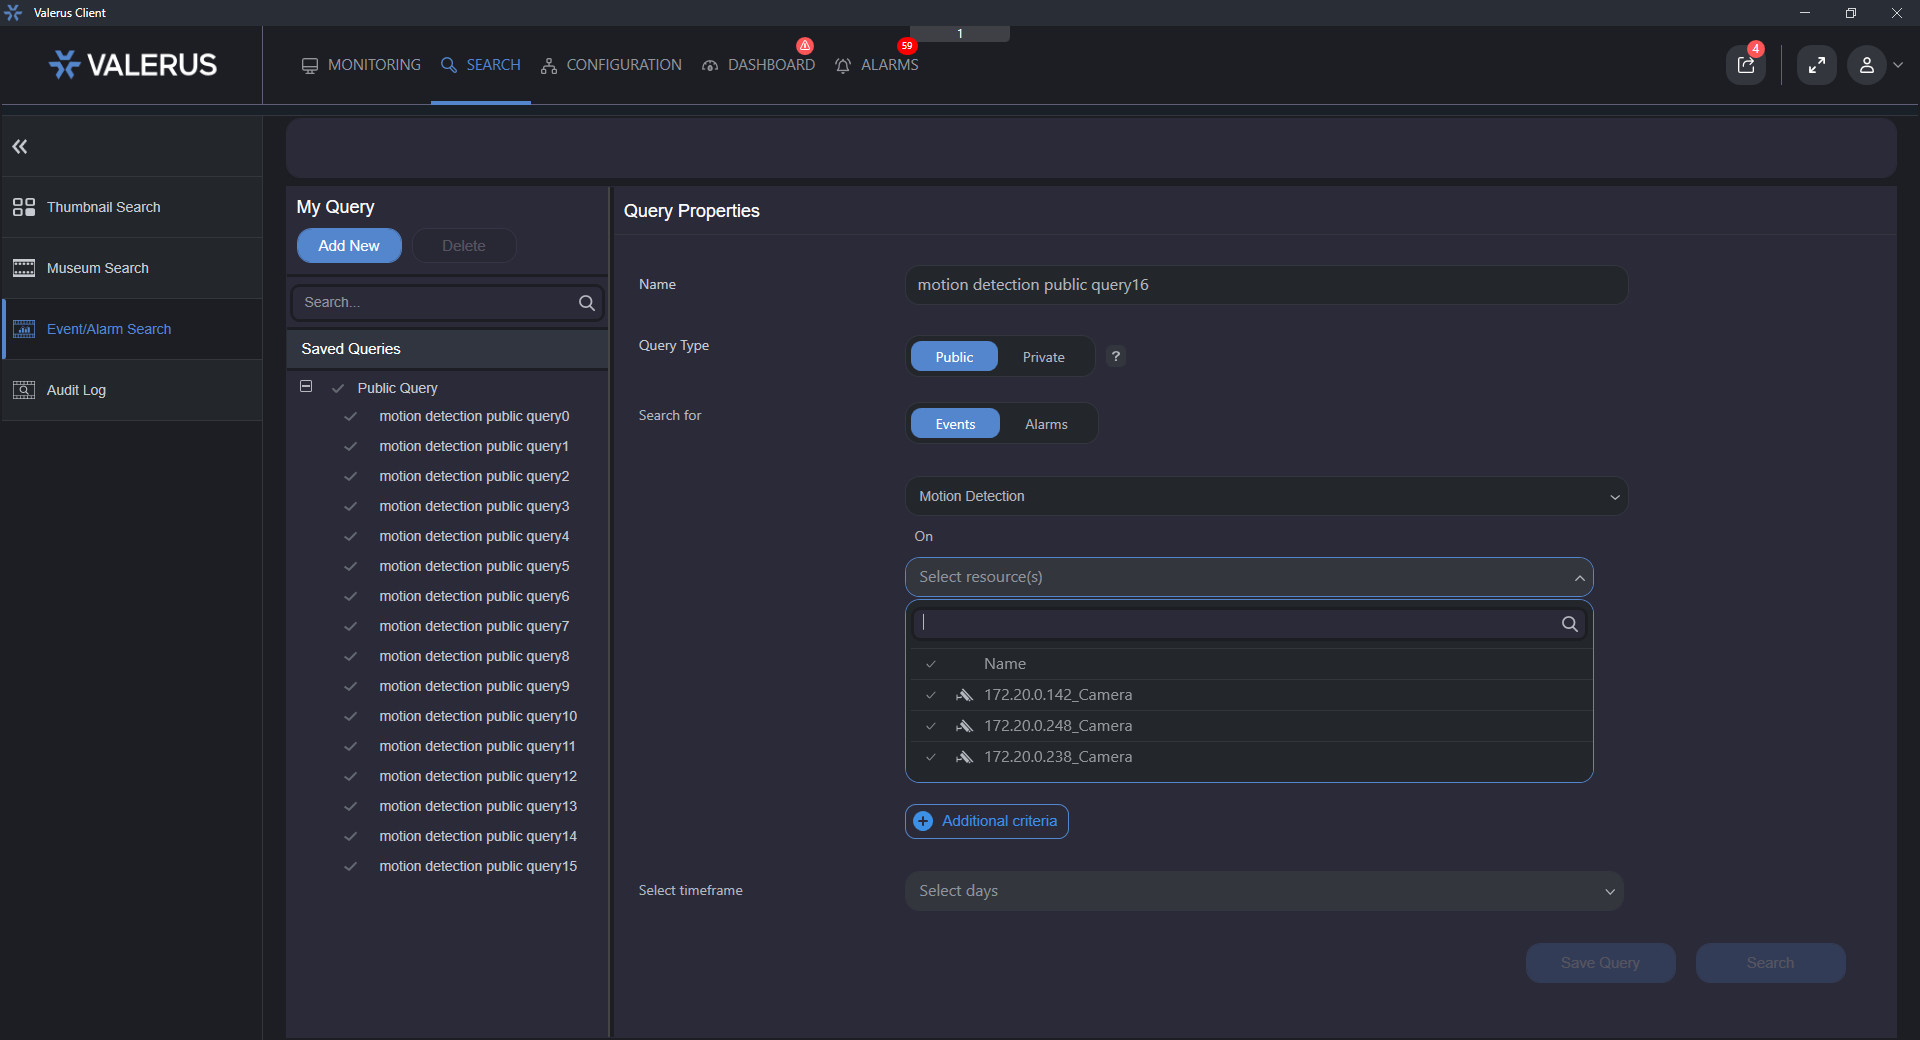 Valerus Client
1
VALERUS
MONITORING
SEARCH
CONFIGURATION
DASHBOARD
59
ALARMS
4
Thumbnail Search
Museum Search
Event/Alarm Search
Audit Log
My Query
Add New
Delete
Search...
Saved Queries
Public Query
motion detection public query0
motion detection public query1
motion detection public query2
motion detection public query3
motion detection public query4
motion detection public query5
motion detection public query6
motion detection public query7
motion detection public query8
motion detection public query9
motion detection public query10
motion detection public query11
motion detection public query12
motion detection public query13
motion detection public query14
motion detection public query15
Query Properties
Name
motion detection public query16
Query Type
Public
Private
?
Search for
Events
Alarms
Motion Detection
On
Select resource(s)
Name
172.20.0.142_Camera
172.20.0.248_Camera
172.20.0.238_Camera
Additional criteria
Select timeframe
Select days
Save Query
Search